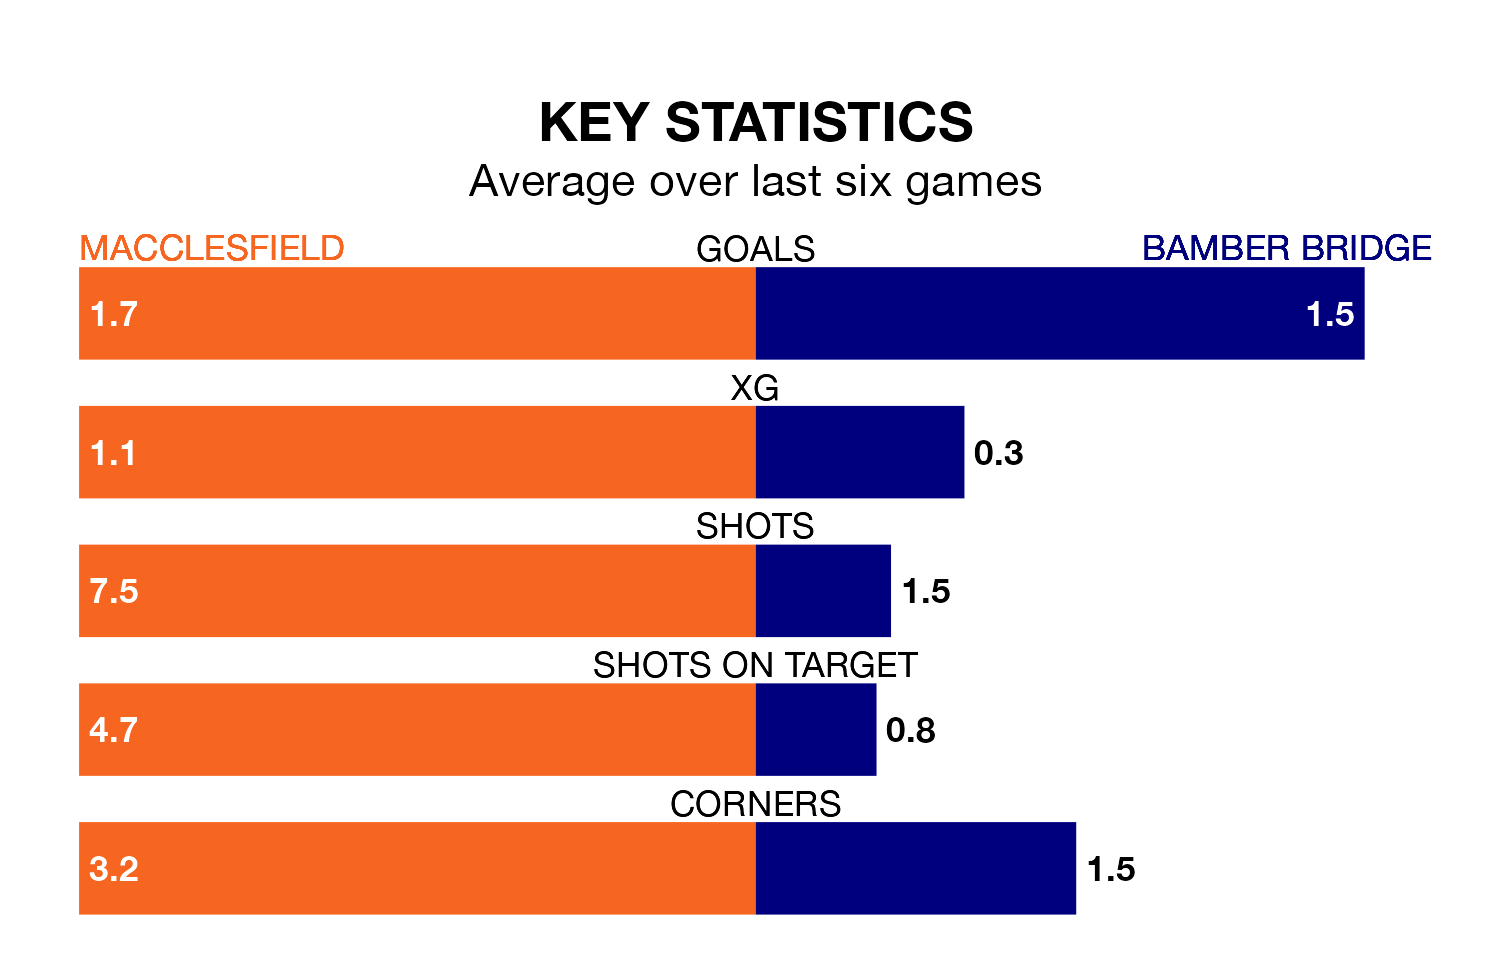 KEY STATISTICS
Average over last six games
MACCLESFIELD GOALS BAMBER BRIDGE
1.7 1.5
XG
1.1 0.3
SHOTS
7.5 1.5
SHOTS ON TARGET
4.7 0.8
CORNERS
3.2 1.5